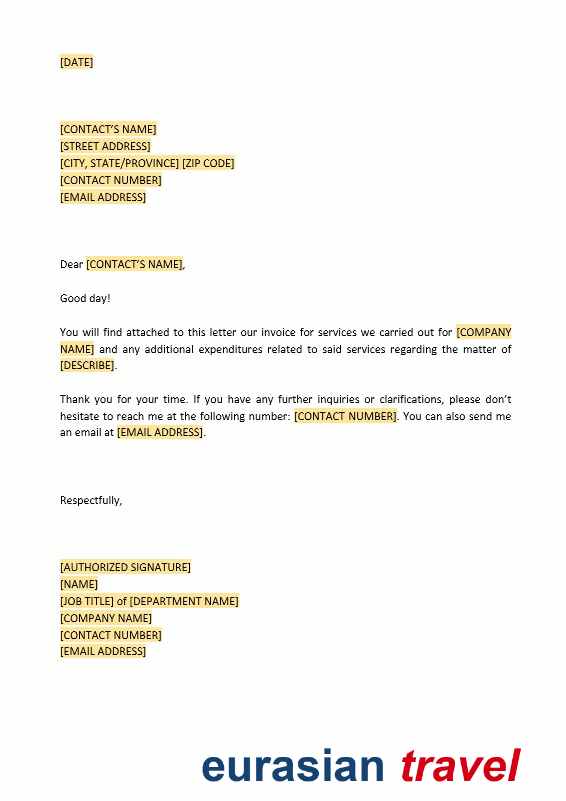 [DATE]
[CONTACT'S NAME]
[STREET ADDRESS]
[CITY, STATE/PROVINCE] [ZIP CODE]
[CONTACT NUMBER]
[EMAIL ADDRESS]
Dear [CONTACT'S NAME],
Good day!
You will find attached to this letter our invoice for services we carried out for [COMPANY
NAME] and any additional expenditures related to said services regarding the matter of
[DESCRIBE].
Thank you for your time. If you have any further inquiries or clarifications, please don't
hesitate to reach me at the following number: [CONTACT NUMBER]. You can also send me
an email at [EMAIL ADDRESS].
Respectfully,
[AUTHORIZED SIGNATURE]
[NAME]
[JOB TITLE] of [DEPARTMENT NAME]
[COMPANY NAME]
[CONTACT NUMBER]
[EMAIL ADDRESS]
eurasian travel